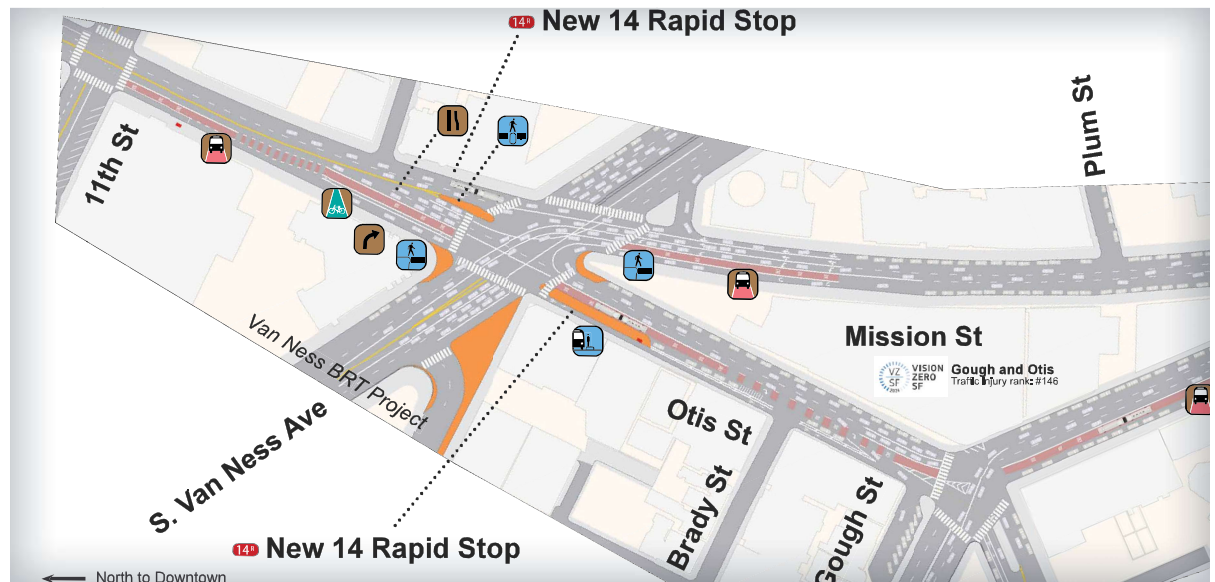 14R New 14 Rapid Stop
Plum St
11th St
Mission St
VZ
SF
VISION
ZERO
SF
Gough and Otis
Traffic Injury rank: #146
Van Ness BRT Project
S. Van Ness Ave
Otis St
Brady St
Gough St
14R New 14 Rapid Stop
North to Downtown